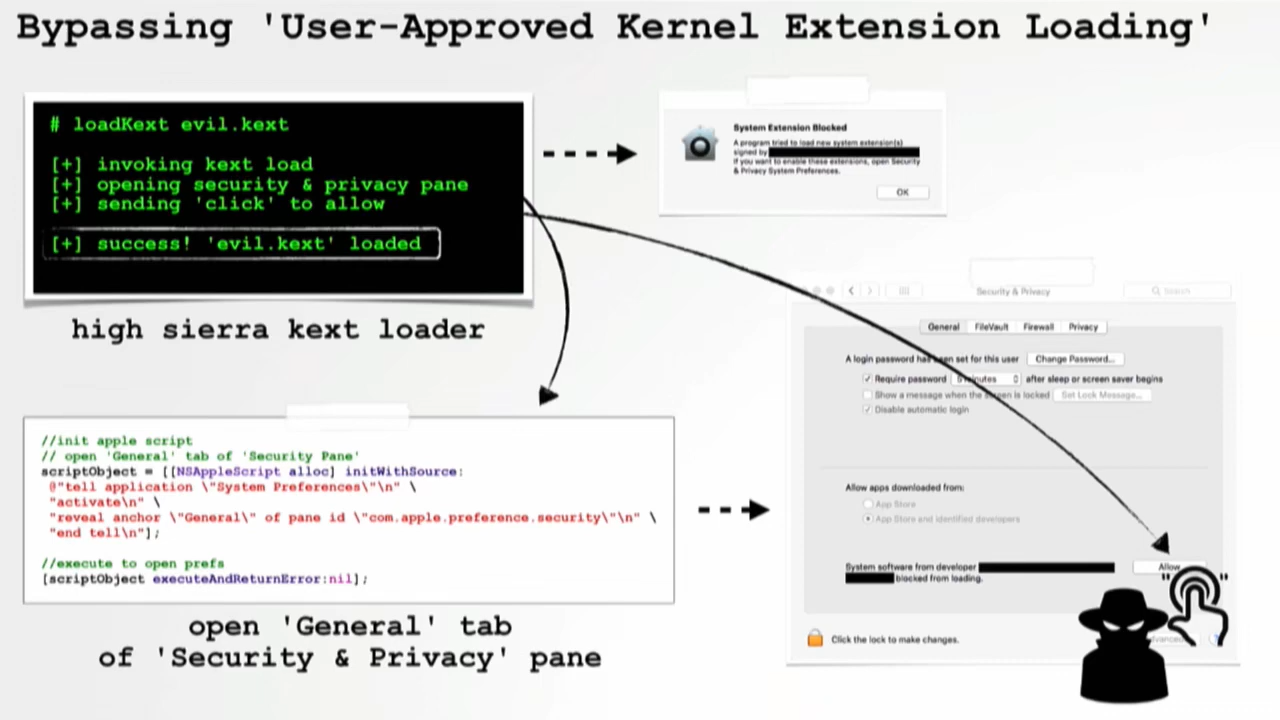 Bypassing 'User-Approved Kernel Extension Loading'
# loadKext evil.kext
[+] invoking kext load
[+] opening security & privacy pane
[+] sending 'click' to allow
[+] success! 'evil.kext' loaded
high sierra kext loader
System Extension Blocked
A program tried to load new system extension(s)
signed by
If you want to enable these extensions, open Security
& Privacy System Preferences.
OK
//init apple script
// open 'General' tab of 'Security Pane'
scriptObject = [[NSAppleScript alloc] initWithSource:
@"tell application \"System Preferences\"\n" \
"activate\n" \
"reveal anchor \"General\" of pane id \"com.apple.preference.security\"\n" \
"end tell\n"];
//execute to open prefs
[scriptObject executeAndReturnError:nil];
open 'General' tab
of 'Security & Privacy' pane
Security & Privacy
Search
General FileVault Firewall Privacy
A login password has been set for this user Change Password...
Require password 5 minutes after sleep or screen saver begins
Show a message when the screen is locked Set Lock Message...
Disable automatic login
Allow apps downloaded from:
App Store
App Store and identified developers
System software from developer
blocked from loading.
Allow
" "
Click the lock to make changes.